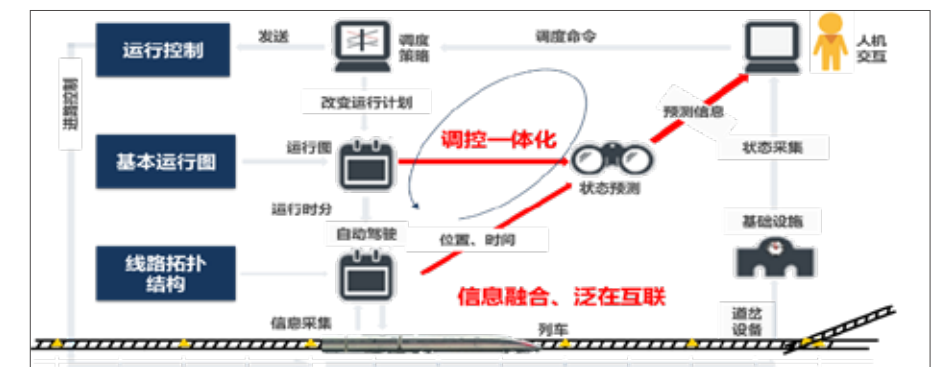 运行控制
发送
调度
策略
调度命令
人机
交互
进路控制
改变运行计划
预测信息
基本运行图
运行图
调控一体化
状态预测
状态采集
运行时分
自动驾驶
位置、时间
基础设施
线路拓扑
结构
信息融合、泛在互联
信息采集
列车
道岔
设备